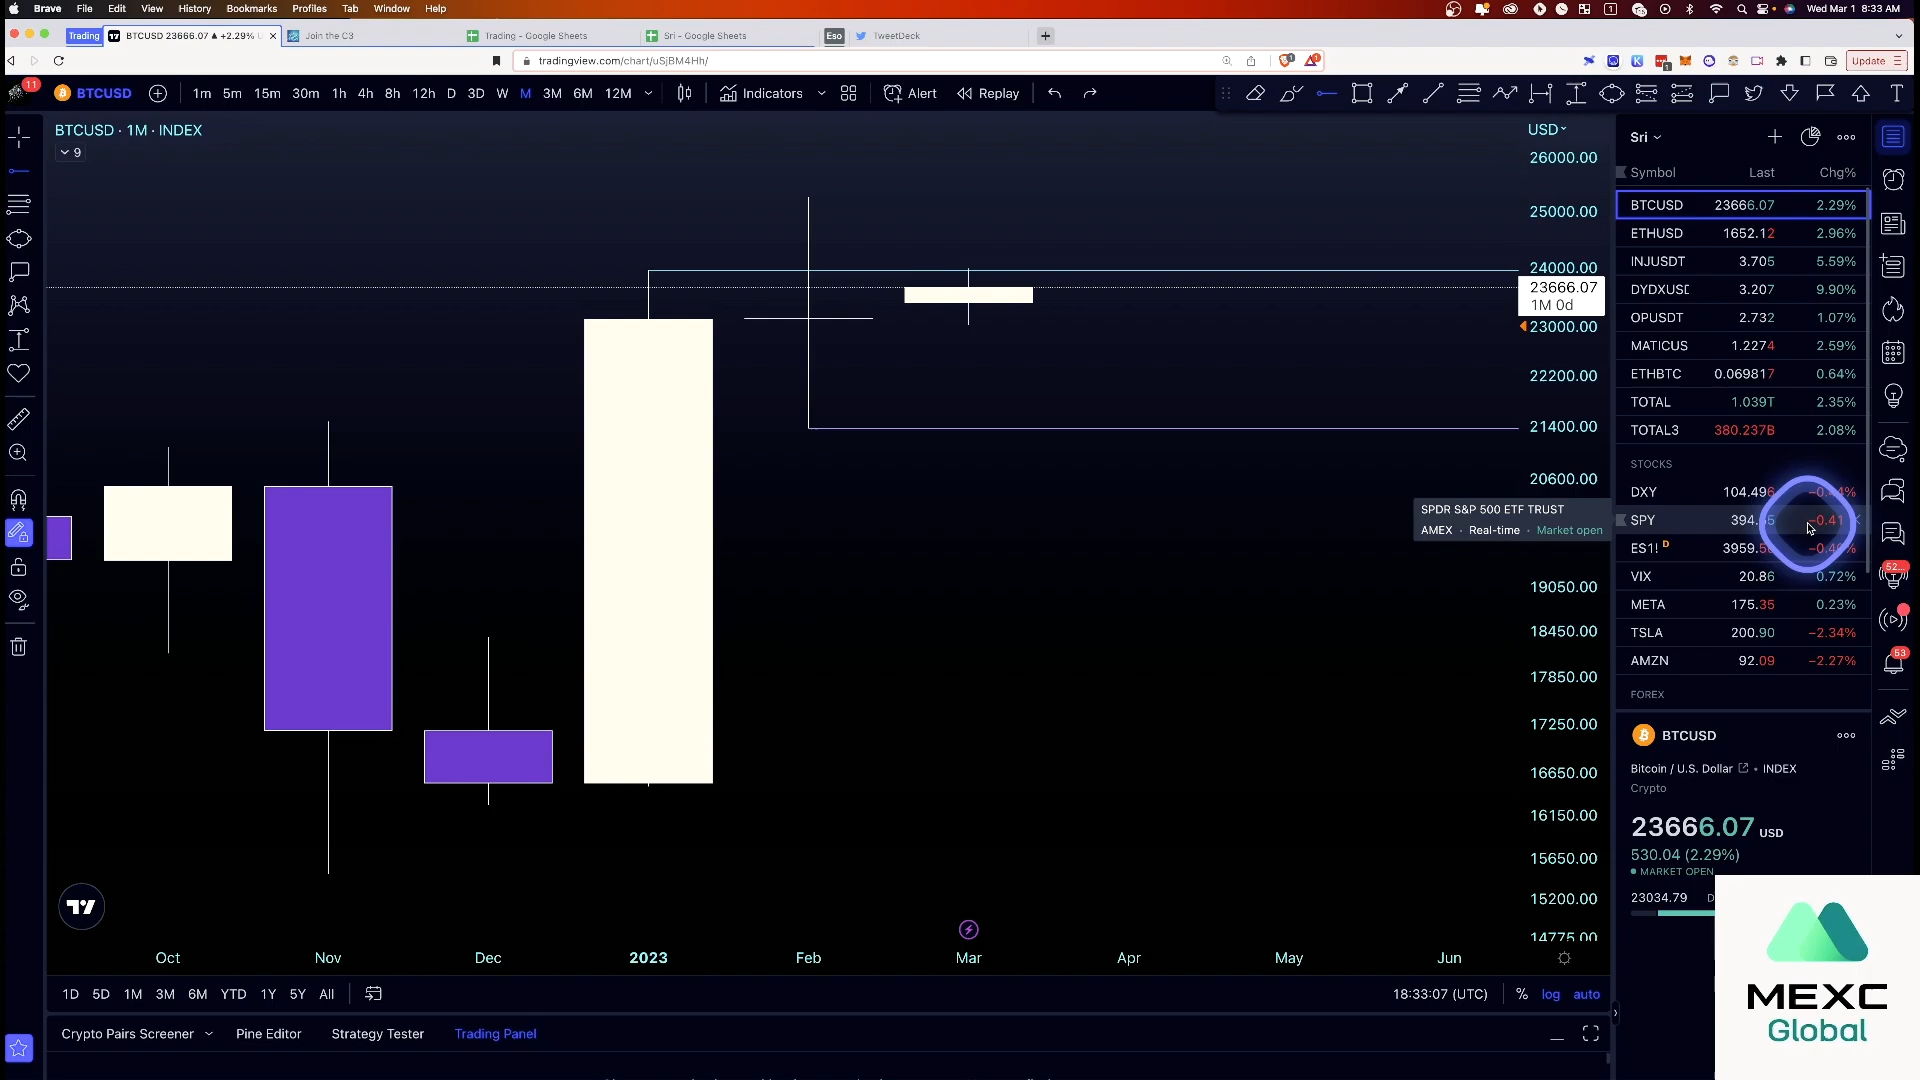 Brave File Edit View History Bookmarks Profiles Tab Window Help
1
Wed Mar 1 8:33 AM
Trading BTCUSD 23666.07 ▲ +2.29% Join the C3 Trading - Google Sheets Sri - Google Sheets Eso TweetDeck
tradingview.com/chart/uSjBM4Hh/
Update
11
BTCUSD 1m 5m 15m 30m 1h 4h 8h 12h D 3D W M 3M 6M 12M Indicators Alert Replay
BTCUSD · 1M · INDEX
9
USD
26000.00
25000.00
24000.00
23666.07
1M 0d
23000.00
22200.00
21400.00
20600.00
19050.00
18450.00
17850.00
17250.00
16650.00
16150.00
15650.00
15200.00
14775.00
SPDR S&P 500 ETF TRUST
AMEX · Real-time · Market open
Oct Nov Dec 2023 Feb Mar Apr May Jun
1D 5D 1M 3M 6M YTD 1Y 5Y All
18:33:07 (UTC) % log auto
Crypto Pairs Screener Pine Editor Strategy Tester Trading Panel
Sri
Symbol Last Chg%
BTCUSD 23666.07 2.29%
ETHUSD 1652.12 2.96%
INJUSDT 3.705 5.59%
DYDXUSD 3.207 9.90%
OPUSDT 2.732 1.07%
MATICUS 1.2274 2.59%
ETHBTC 0.069817 0.64%
TOTAL 1.039T 2.35%
TOTAL3 380.237B 2.08%
STOCKS
DXY 104.496
SPY −0.41
ES1! D
VIX 20.86 0.72%
META 175.35 0.23%
TSLA 200.90 −2.34%
AMZN 92.09 −2.27%
FOREX
BTCUSD
Bitcoin / U.S. Dollar • INDEX
Crypto
23666.07 USD
530.04 (2.29%)
MARKET OPEN
23034.79
52...
53
MEXC
Global